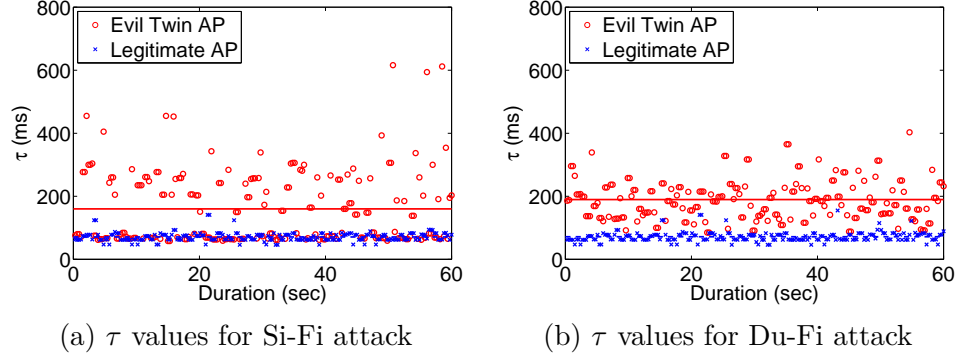 800
600
400
200
0
τ (ms)
Evil Twin AP
Legitimate AP
0 20 40 60
Duration (sec)
(a) τ values for Si-Fi attack
800
600
400
200
0
τ (ms)
Evil Twin AP
Legitimate AP
0 20 40 60
Duration (sec)
(b) τ values for Du-Fi attack